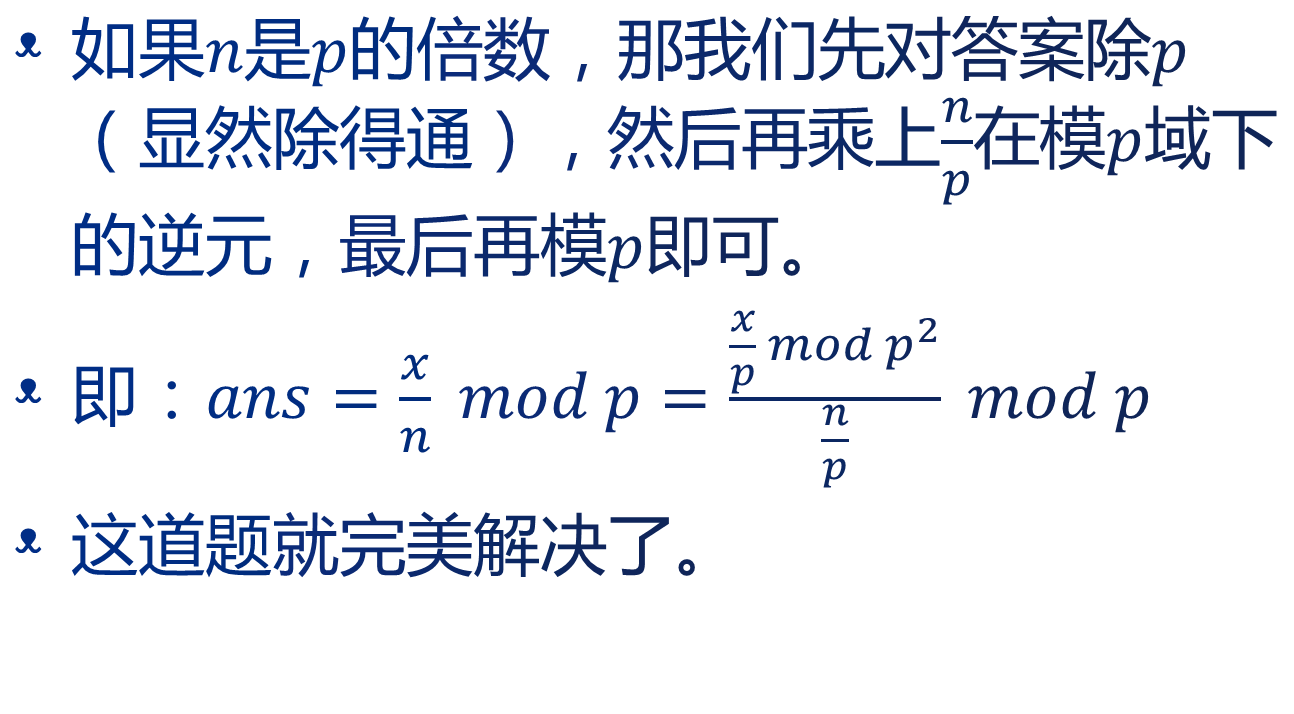 如果n是p的倍数，那我们先对答案除p
（显然除得通），然后再乘上n/p在模p域下
的逆元，最后再模p即可。
即：ans = x/n mod p = (x/p mod p²)/(n/p) mod p
这道题就完美解决了。